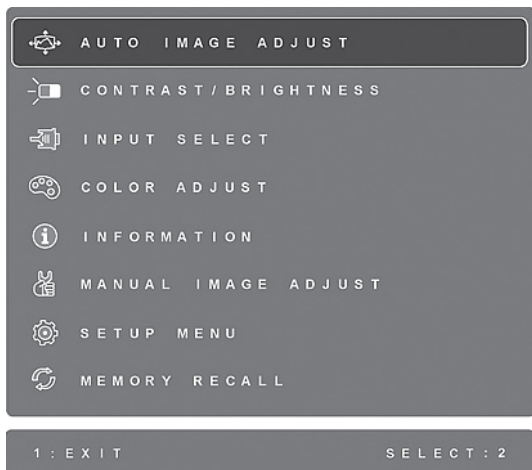 AUTO IMAGE ADJUST
CONTRAST/BRIGHTNESS
INPUT SELECT
COLOR ADJUST
INFORMATION
MANUAL IMAGE ADJUST
SETUP MENU
MEMORY RECALL
1:EXIT SELECT:2